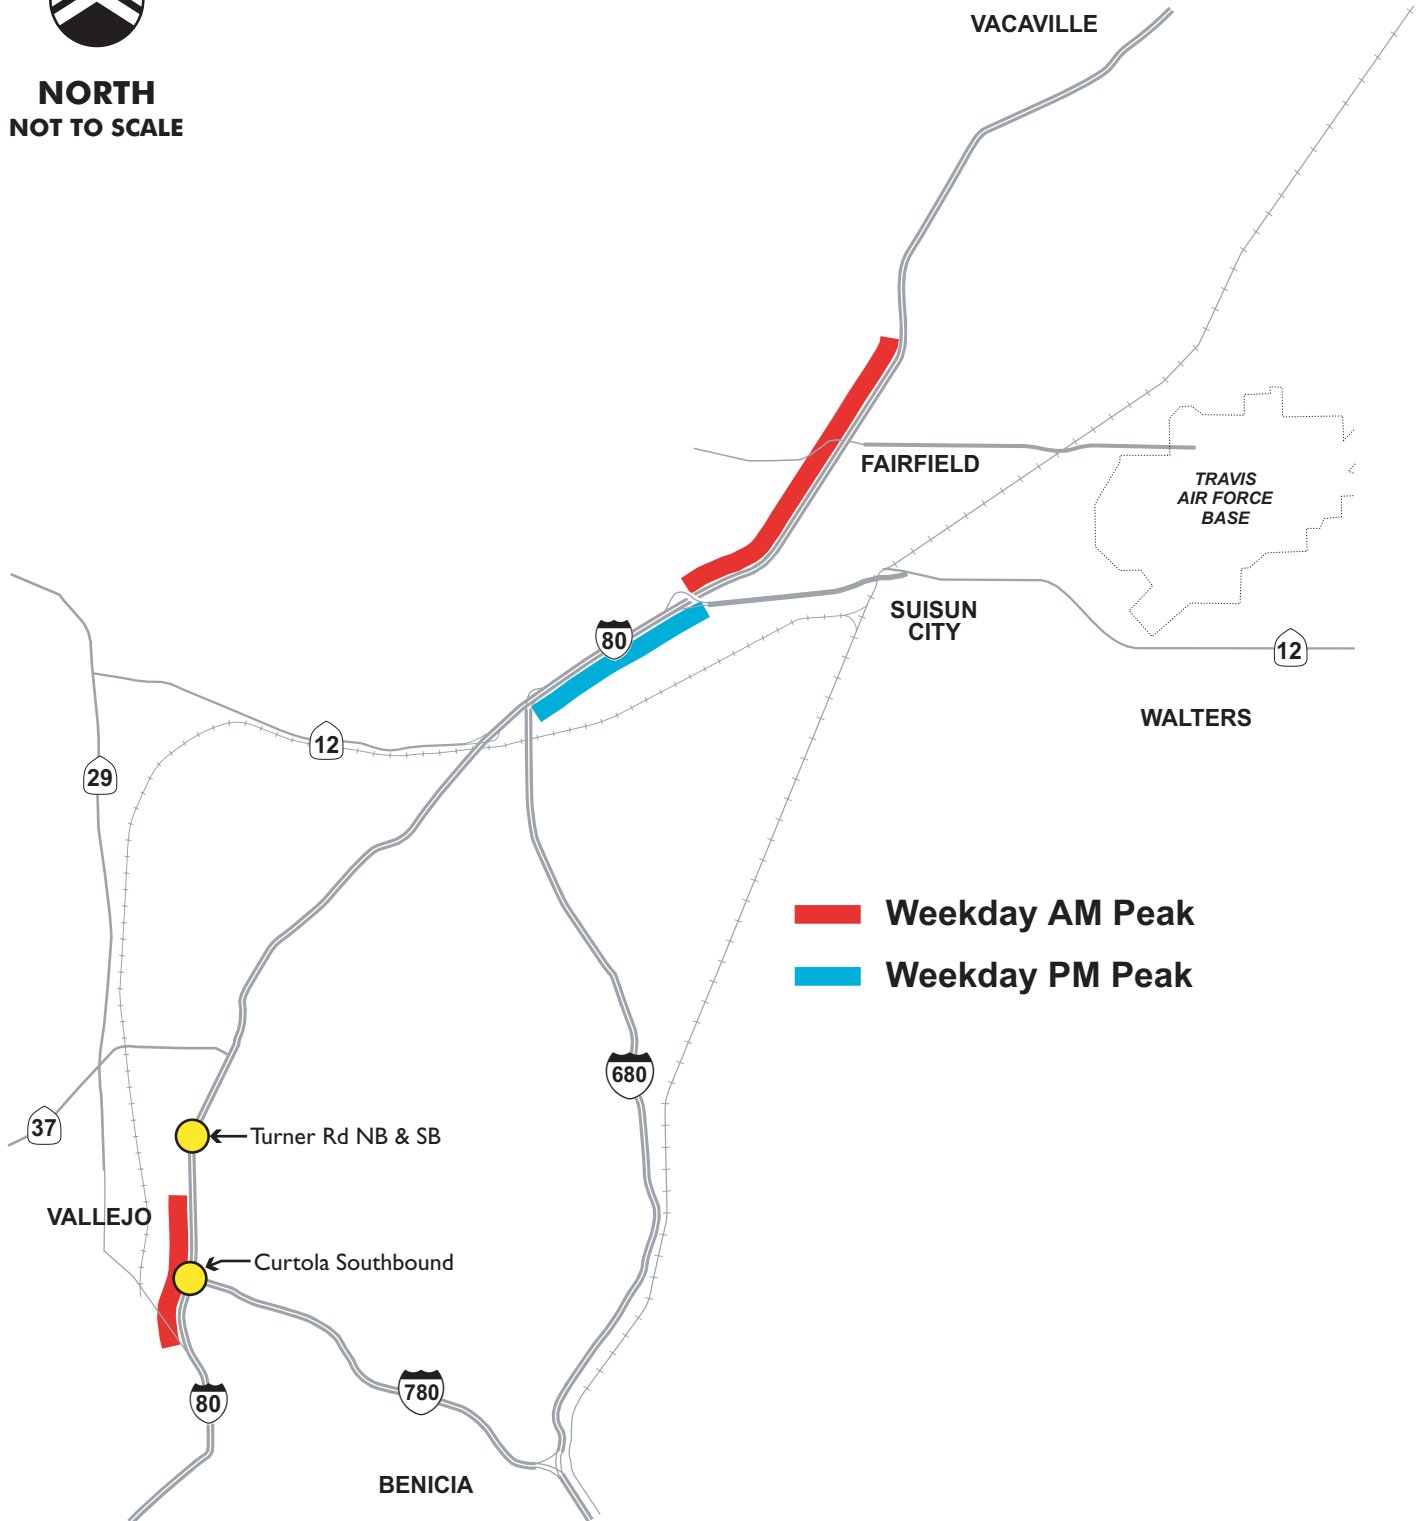 VACAVILLE
NORTH
NOT TO SCALE
FAIRFIELD
TRAVIS
AIR FORCE
BASE
SUISUN
CITY
80
12
WALTERS
12
29
Weekday AM Peak
Weekday PM Peak
680
37
Turner Rd NB & SB
VALLEJO
Curtola Southbound
780
80
BENICIA